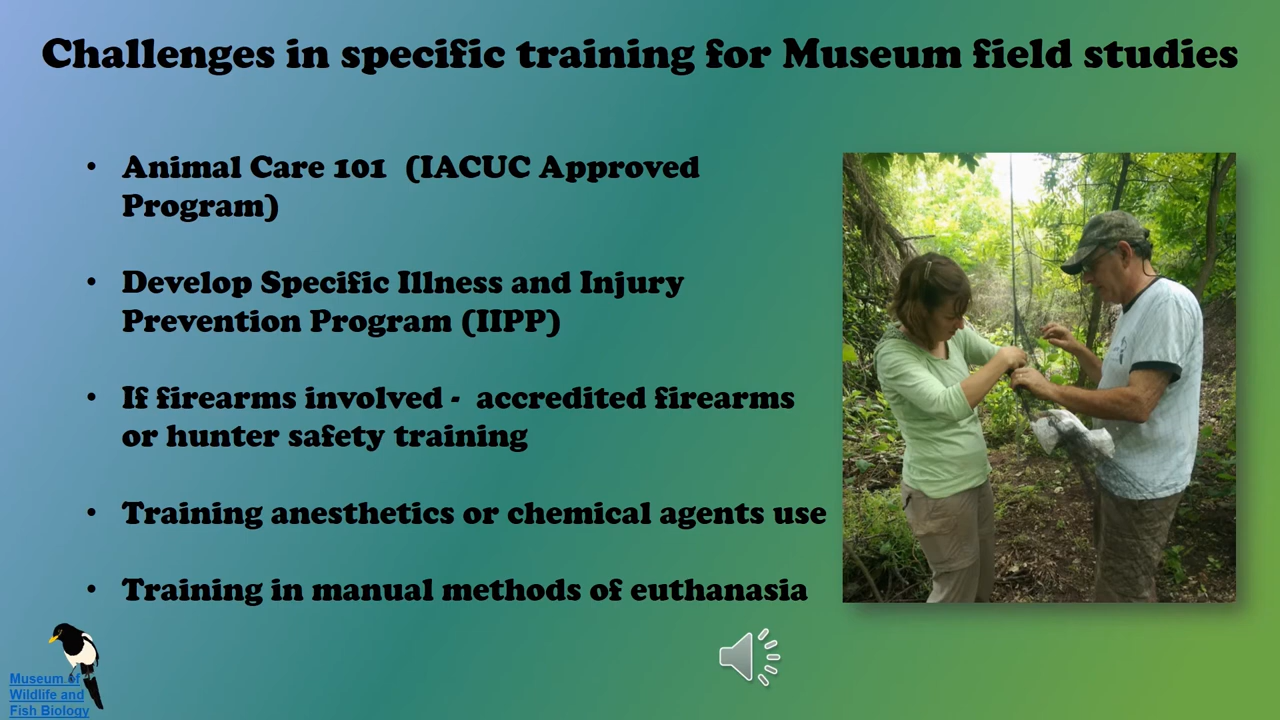 Challenges in specific training for Museum field studies
• Animal Care 101 (IACUC Approved
Program)
• Develop Specific Illness and Injury
Prevention Program (IIPP)
• If firearms involved - accredited firearms
or hunter safety training
• Training anesthetics or chemical agents use
• Training in manual methods of euthanasia
Museum of
Wildlife and
Fish Biology